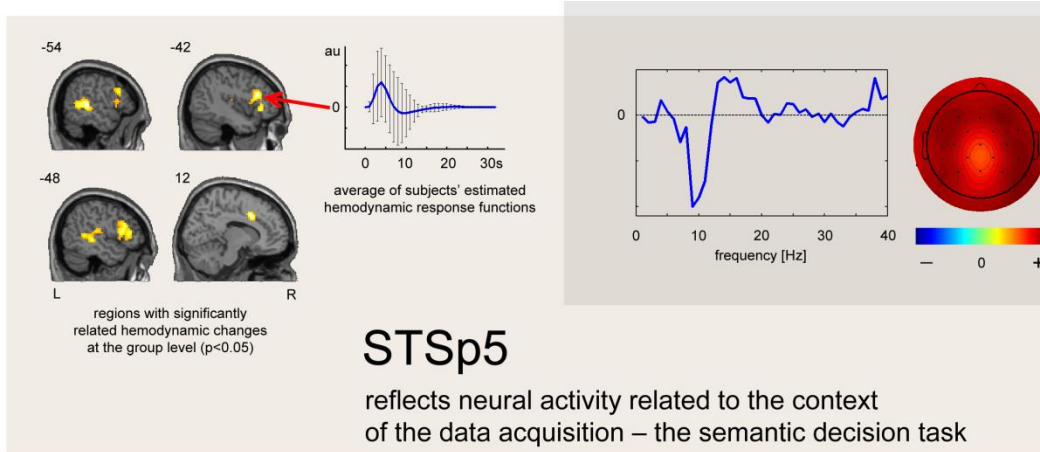 -54
-42
-48
12
L
R
regions with significantly
related hemodynamic changes
at the group level (p<0.05)
au
0
0 10 20 30s
average of subjects' estimated
hemodynamic response functions
0
0 10 20 30 40
frequency [Hz]
– 0 +
STSp5
reflects neural activity related to the context
of the data acquisition – the semantic decision task